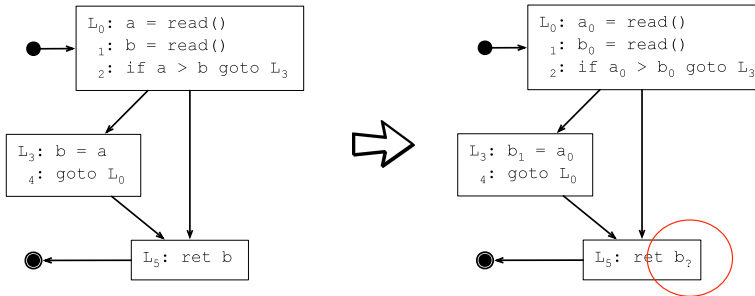 L₀: a = read()
₁: b = read()
₂: if a > b goto L₃
L₃: b = a
₄: goto L₀
L₅: ret b
L₀: a₀ = read()
₁: b₀ = read()
₂: if a₀ > b₀ goto L₃
L₃: b₁ = a₀
₄: goto L₀
L₅: ret b?